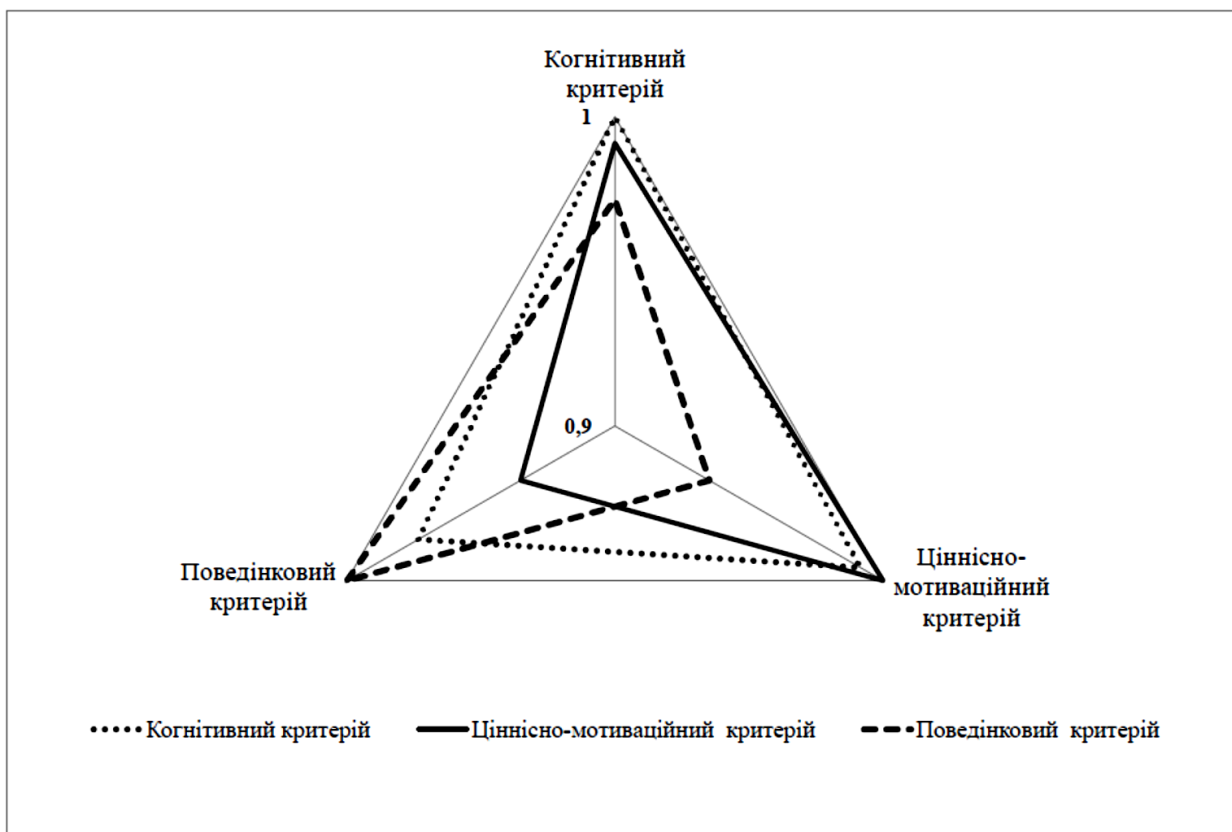 Когнітивний
критерій
1
0,9
Поведінковий
критерій
Ціннісно-
мотиваційний
критерій
Когнітивний критерій
Ціннісно-мотиваційний критерій
Поведінковий критерій